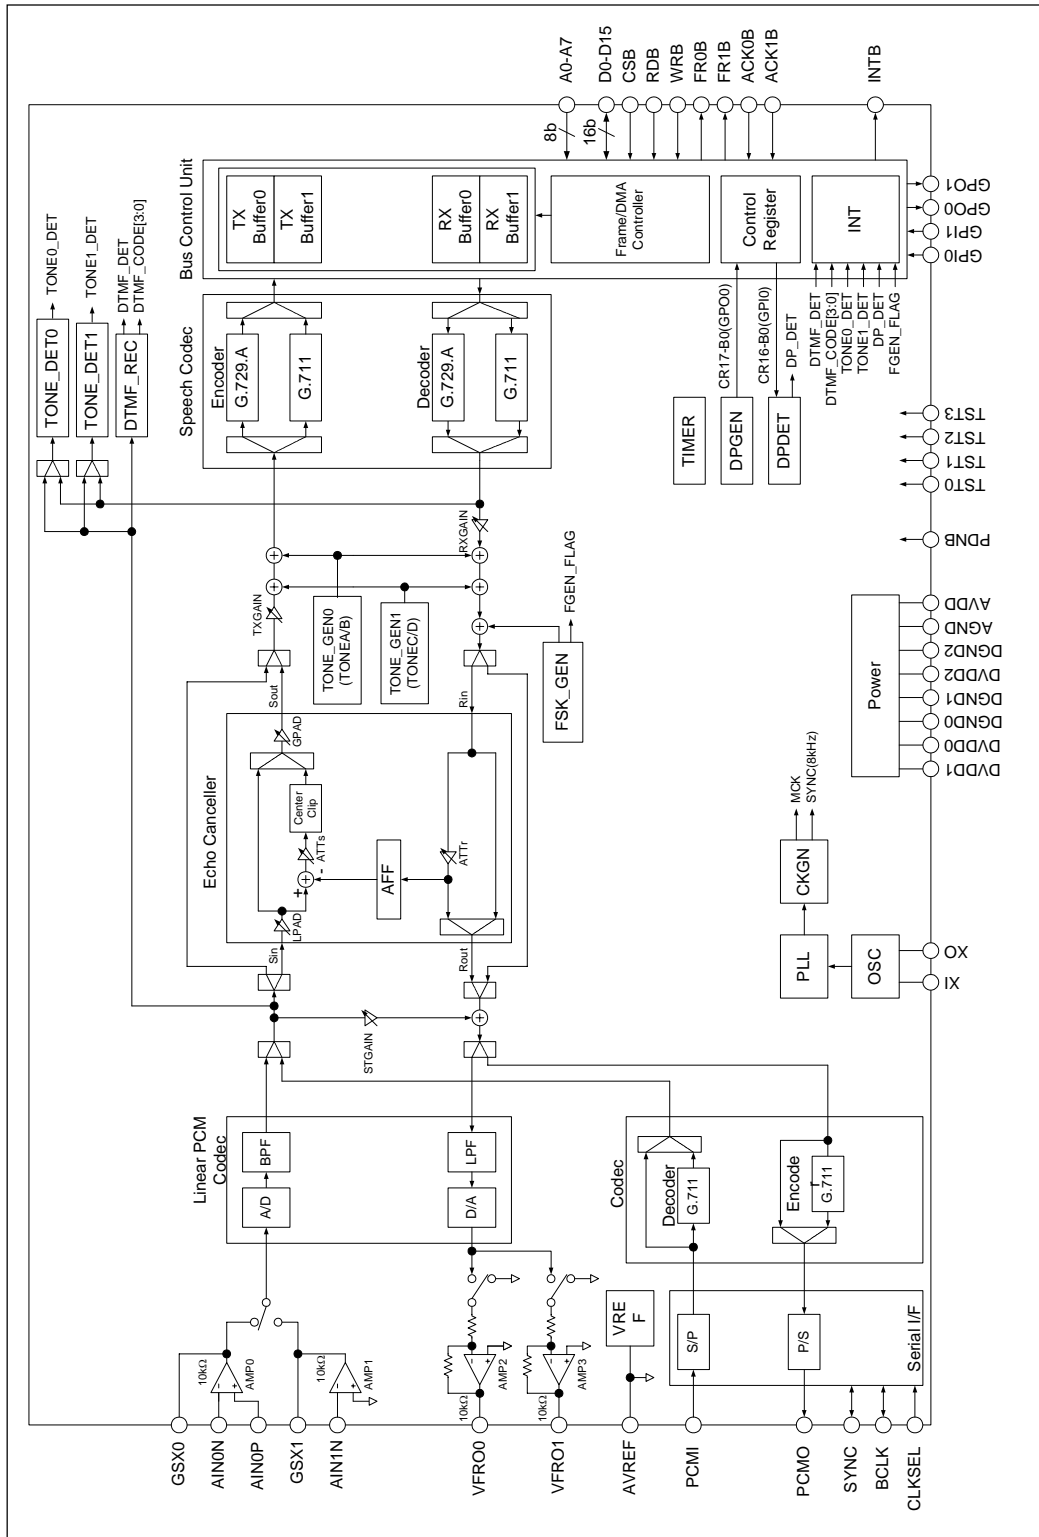 GSX0
AIN0N
AIN0P
GSX1
AIN1N
VFRO0
VFRO1
AVREF
PCMI
PCMO
SYNC
BCLK
CLKSEL
10kΩ
AMP0
10kΩ
AMP1
10kΩ
AMP2
10kΩ
AMP3
-
+
-
+
-
+
-
+
VRE
F
S/P
P/S
Serial I/F
Linear PCM
Codec
A/D
BPF
LPF
D/A
Codec
Decoder
G.711
Encode
r
G.711
STGAIN
+
Echo Canceller
Sin
LPAD
+
-
+
ATTs
Center
Clip
GPAD
Sout
AFF
ATTr
Rout
Rin
TXGAIN
+
+
TONE_GEN0
(TONEA/B)
TONE_GEN1
(TONEC/D)
RXGAIN
+
+
+
FSK_GEN
FGEN_FLAG
TONE_DET0
TONE0_DET
TONE_DET1
TONE1_DET
DTMF_REC
DTMF_DET
DTMF_CODE[3:0]
Speech Codec
Encoder
G.729.A
G.711
Decoder
G.729.A
G.711
Bus Control Unit
TX
Buffer0
TX
Buffer1
RX
Buffer0
RX
Buffer1
Frame/DMA
Controller
Control
Register
INT
8b
16b
A0-A7
D0-D15
CSB
RDB
WRB
FR0B
FR1B
ACK0B
ACK1B
INTB
TIMER
DPGEN
CR17-B0(GPO0)
DPDET
CR16-B0(GPI0)
DP_DET
DTMF_DET
DTMF_CODE[3:0]
TONE0_DET
TONE1_DET
DP_DET
FGEN_FLAG
GPO1
GPO0
GPI1
GPI0
TST3
TST2
TST1
TST0
PDNB
Power
AVDD
AGND
DGND2
DVDD2
DGND1
DGND0
DVDD0
DVDD1
OSC
PLL
CKGN
MCK
SYNC(8kHz)
XO
XI